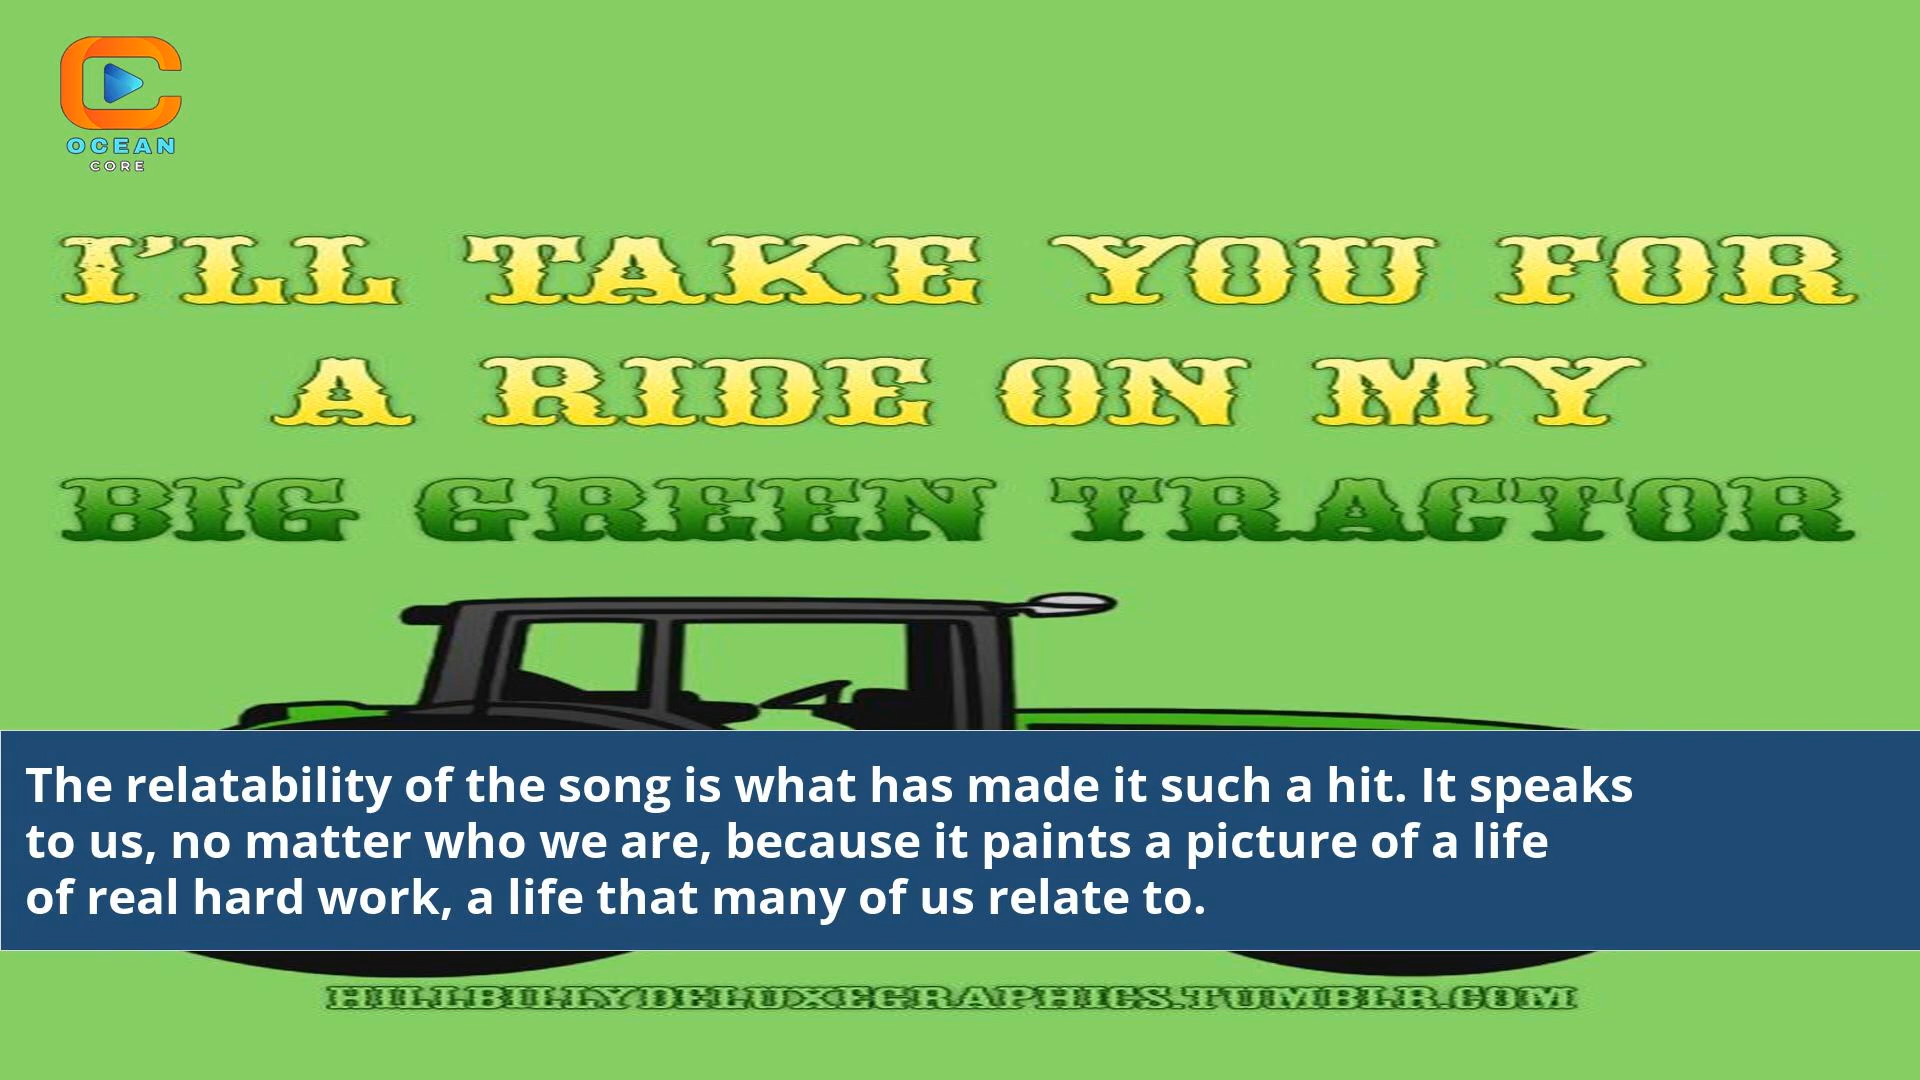 OCEAN
CORE
I'LL TAKE YOU FOR
A RIDE ON MY
BIG GREEN TRACTOR
The relatability of the song is what has made it such a hit. It speaks
to us, no matter who we are, because it paints a picture of a life
of real hard work, a life that many of us relate to.
HILLBILLYDELUXEGRAPHICS.TUMBLR.COM